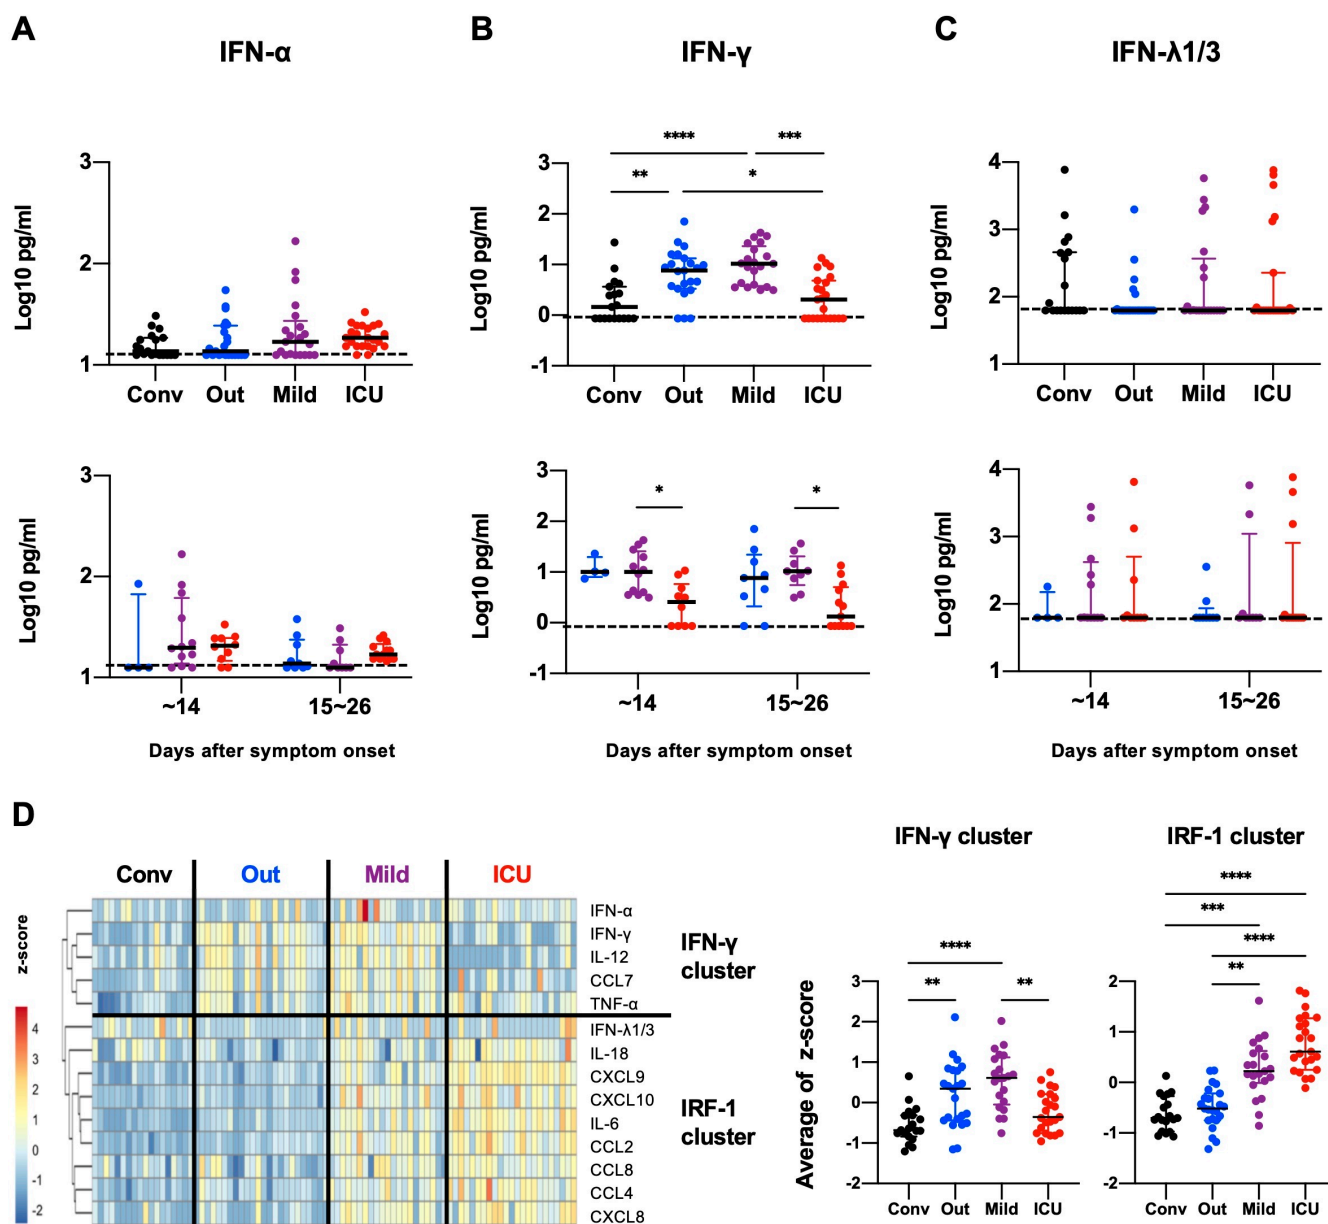 A
IFN-α
B
IFN-γ
C
IFN-λ1/3
Log10 pg/ml
3
2
1
Conv
Out
Mild
ICU
Log10 pg/ml
3
2
1
0
-1
****
***
**
*
Conv
Out
Mild
ICU
Log10 pg/ml
4
3
2
1
Conv
Out
Mild
ICU
Log10 pg/ml
3
2
1
~14
15~26
Days after symptom onset
Log10 pg/ml
3
2
1
0
-1
*
*
~14
15~26
Days after symptom onset
Log10 pg/ml
4
3
2
1
~14
15~26
Days after symptom onset
D
z-score
4
3
2
1
0
-1
-2
Conv
Out
Mild
ICU
IFN-α
IFN-γ
IL-12
CCL7
TNF-α
IFN-λ1/3
IL-18
CXCL9
CXCL10
IL-6
CCL2
CCL8
CCL4
CXCL8
IFN-γ
cluster
IRF-1
cluster
IFN-γ cluster
Average of z-score
3
2
1
0
-1
-2
****
**
**
Conv
Out
Mild
ICU
IRF-1 cluster
2
1
0
-1
-2
****
***
****
**
Conv
Out
Mild
ICU